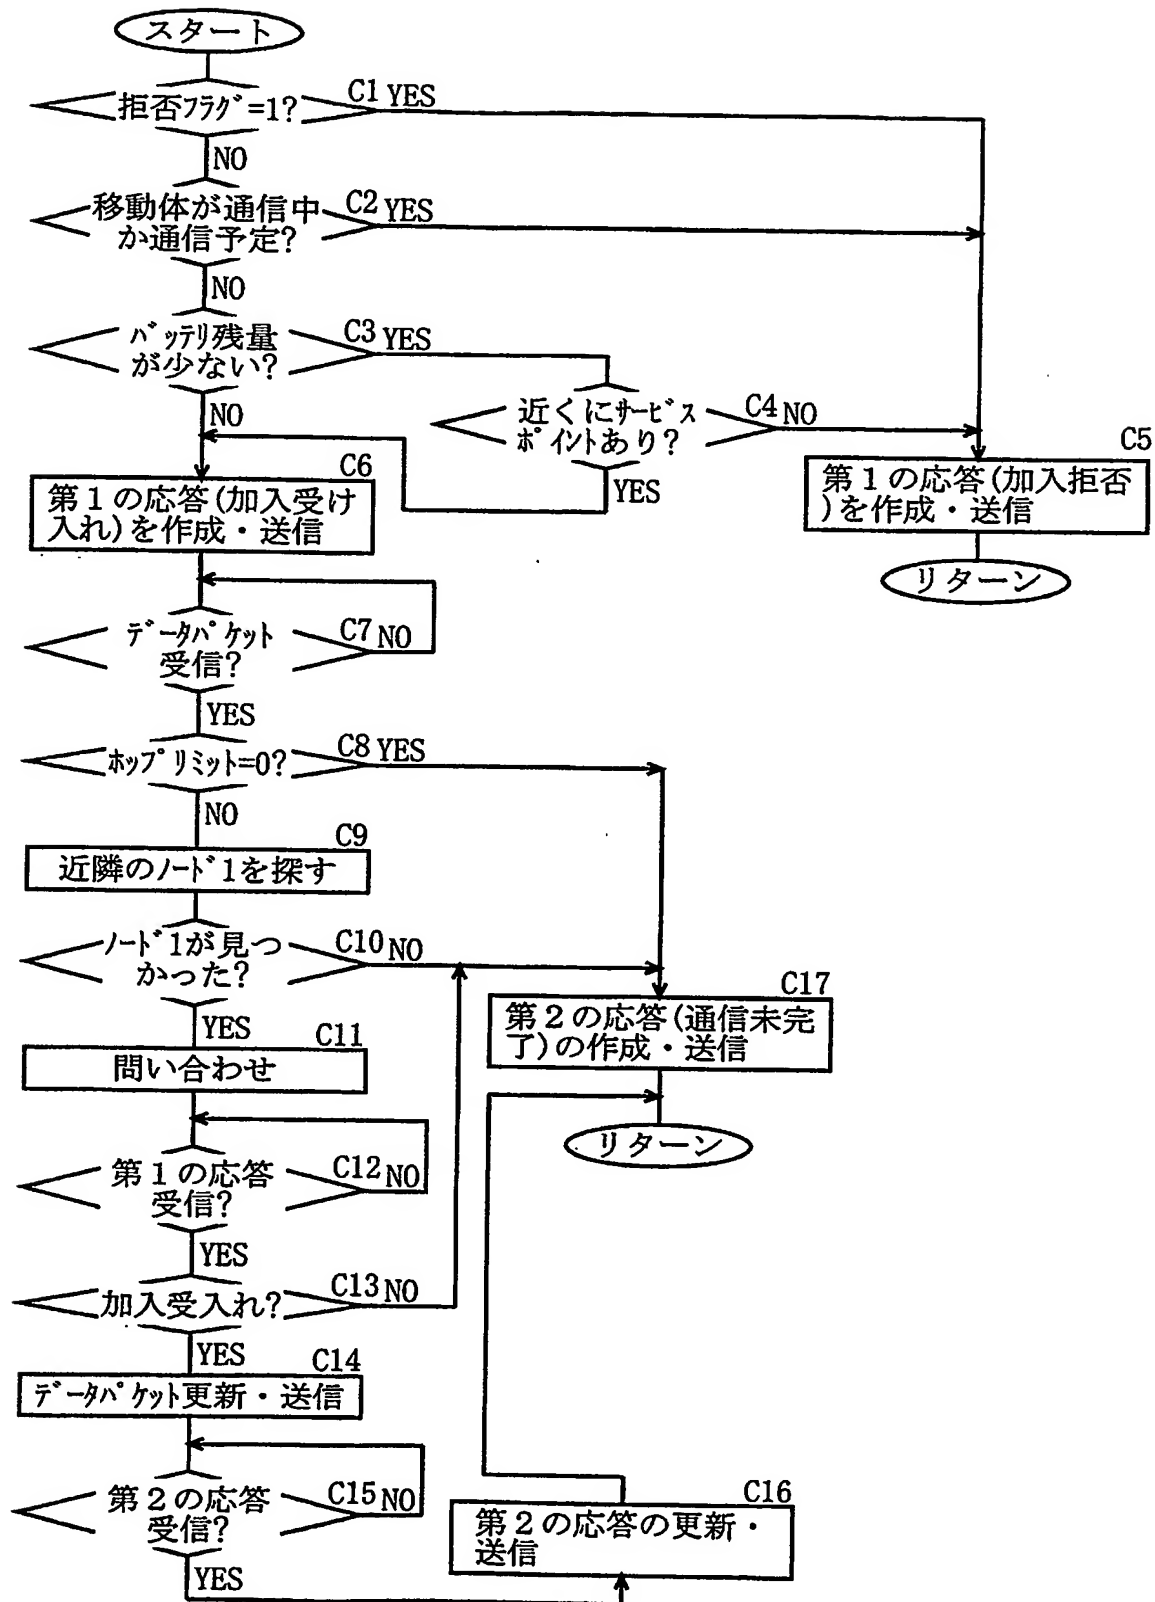 スタート
拒否フラグ=1?
C1 YES
NO
移動体が通信中
か通信予定?
C2 YES
NO
バッテリ残量
が少ない?
C3 YES
NO
近くにサービス
ポイントあり?
C4 NO
YES
C5
第1の応答(加入拒否
)を作成・送信
リターン
C6
第1の応答(加入受け
入れ)を作成・送信
データパケット
受信?
C7 NO
YES
ホップリミット=0?
C8 YES
NO
C9
近隣のノード1を探す
ノード1が見つ
かった?
C10 NO
YES
C17
第2の応答(通信未完
了)の作成・送信
リターン
C11
問い合わせ
第1の応答
受信?
C12 NO
YES
加入受入れ?
C13 NO
YES
C14
データパケット更新・送信
第2の応答
受信?
C15 NO
YES
C16
第2の応答の更新・
送信